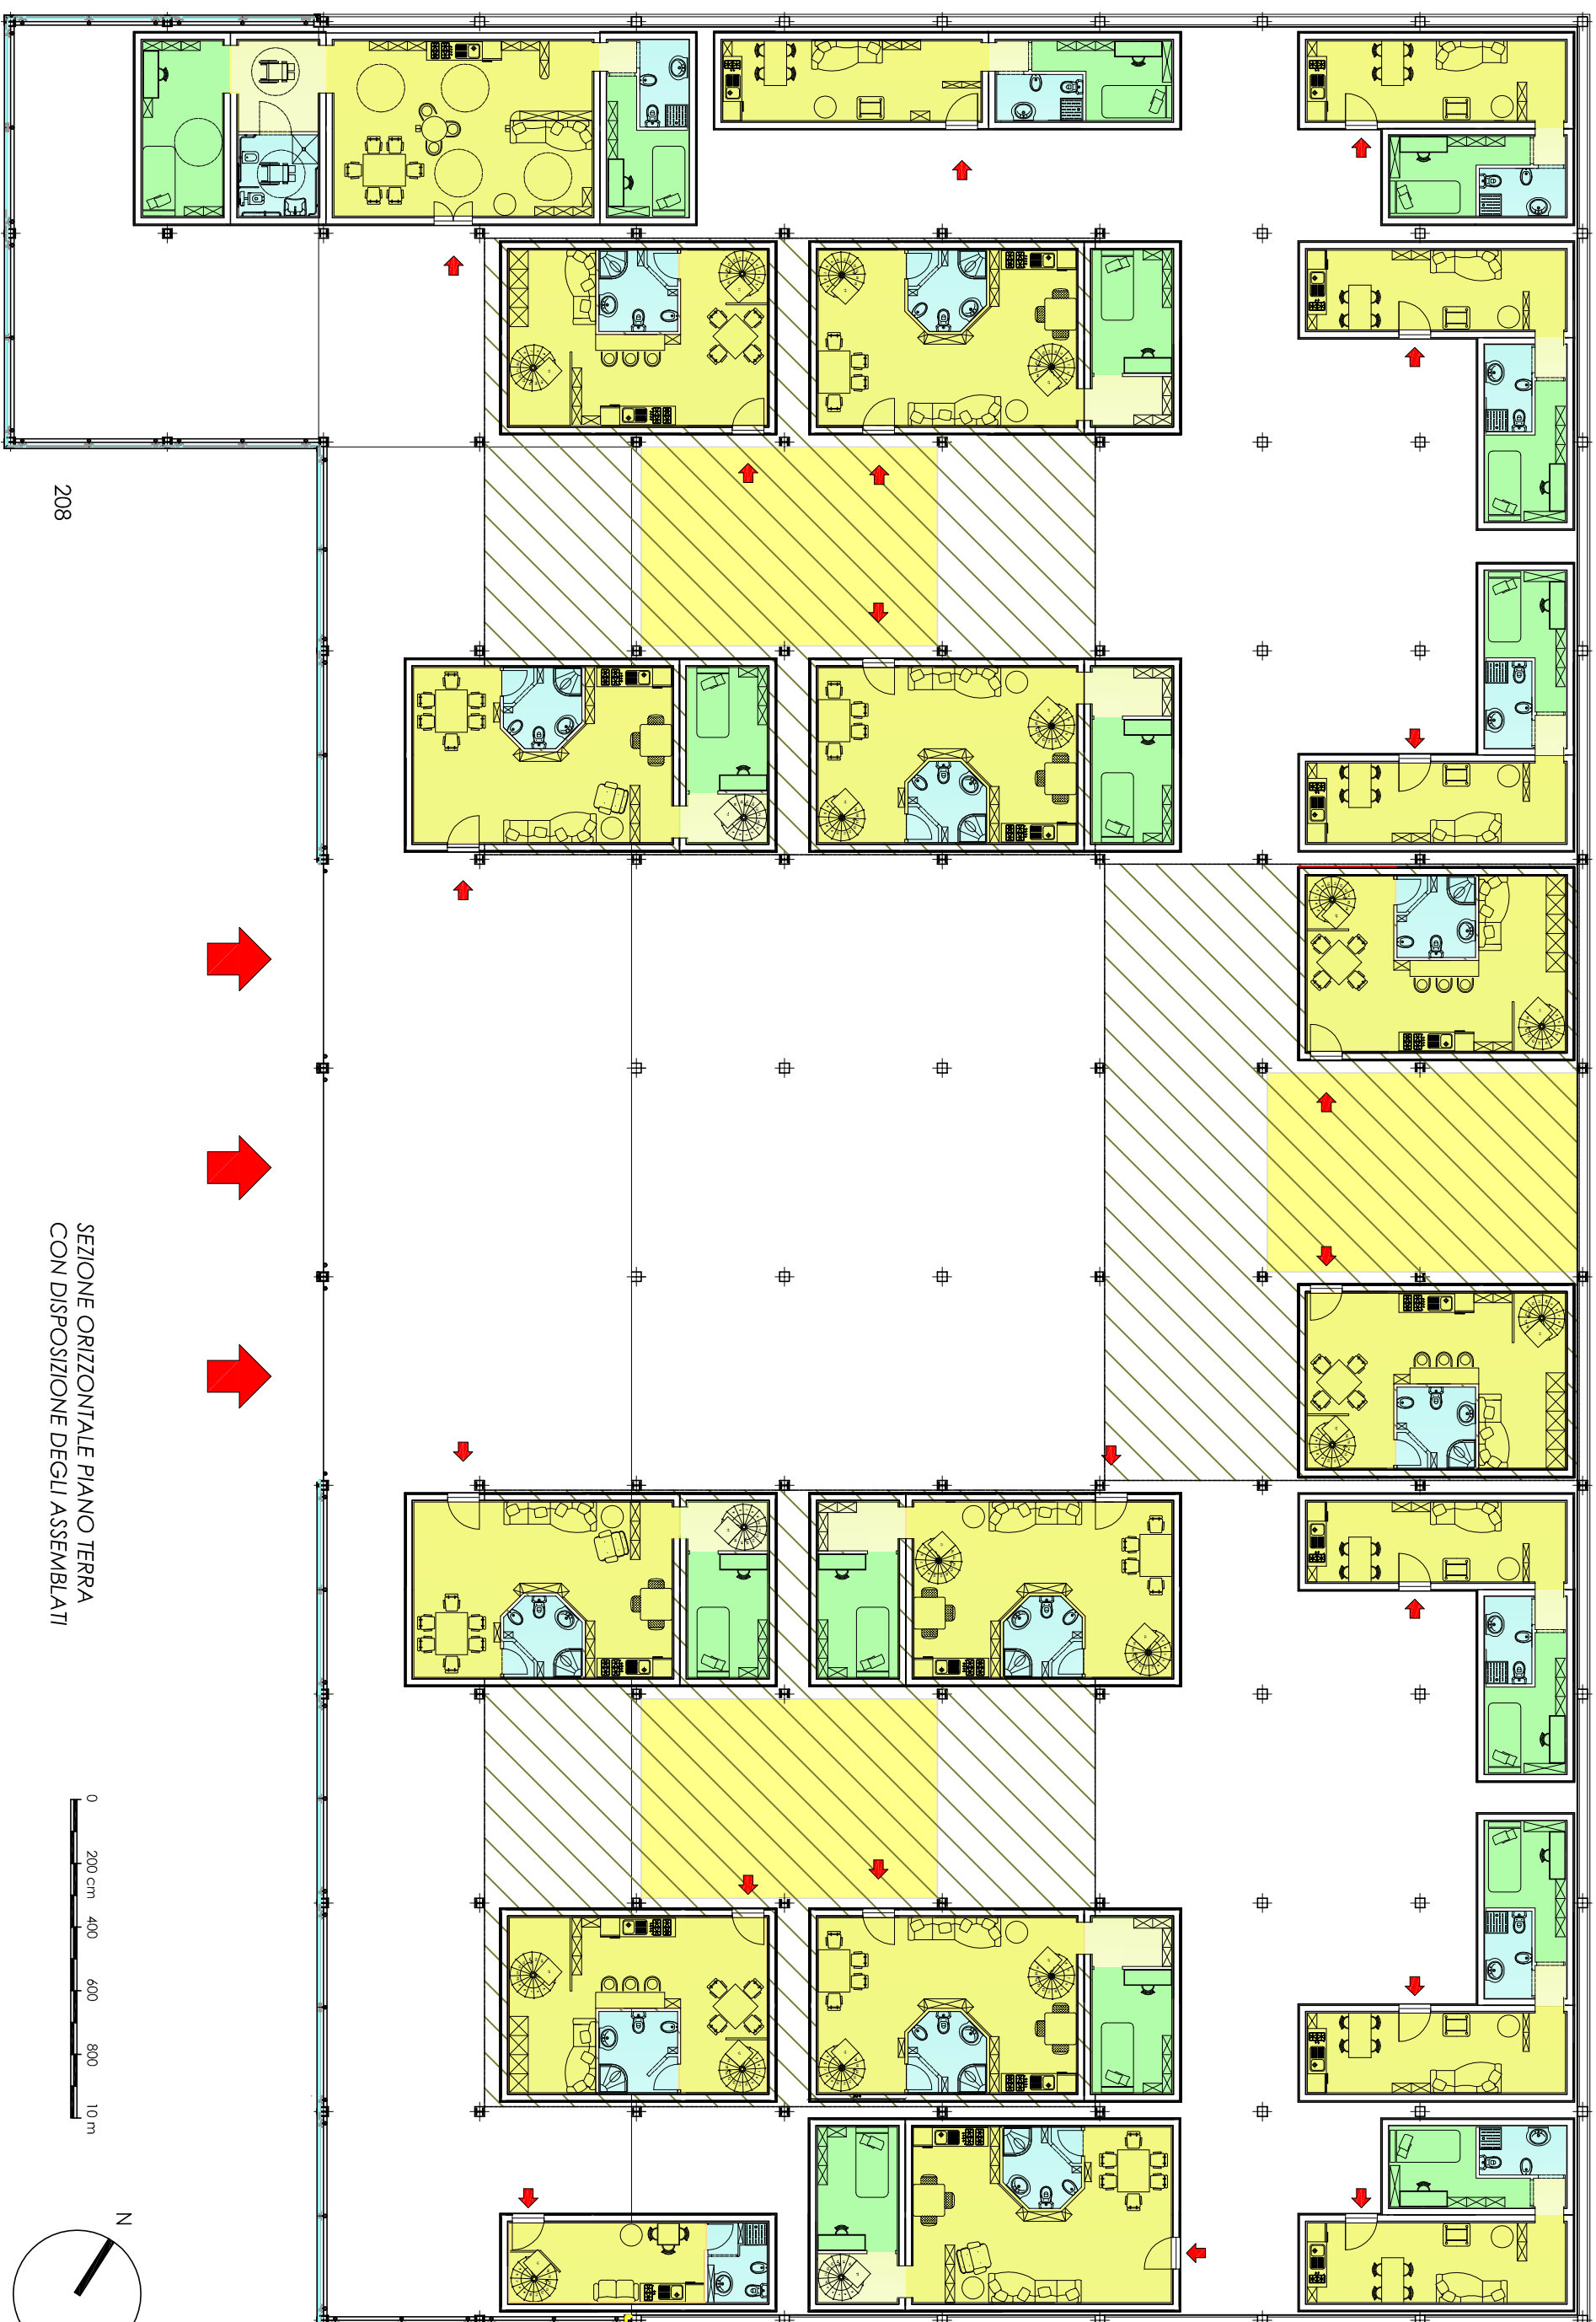 208
SEZIONE ORIZZONTALE PIANO TERRA
CON DISPOSIZIONE DEGLI ASSEMBLATI
0 200 cm 400 600 800 10 m
N